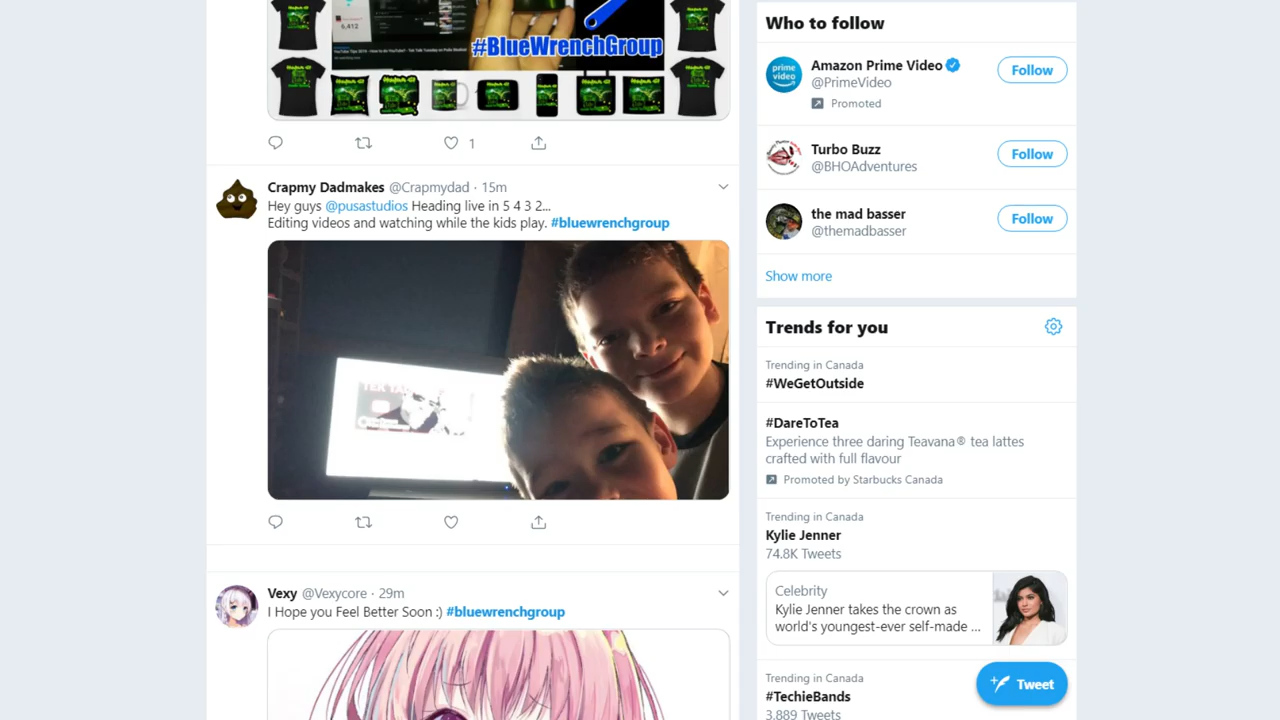 6,412
#BlueWrenchGroup
1
Crapmy Dadmakes @Crapmydad · 15m
Hey guys @pusastudios Heading live in 5 4 3 2...
Editing videos and watching while the kids play. #bluewrenchgroup
Vexy @Vexycore · 29m
I Hope you Feel Better Soon :) #bluewrenchgroup
Who to follow
prime video
Amazon Prime Video
@PrimeVideo
Promoted
Follow
Turbo Buzz
@BHOAdventures
Follow
the mad basser
@themadbasser
Follow
Show more
Trends for you
Trending in Canada
#WeGetOutside
#DareToTea
Experience three daring Teavana® tea lattes
crafted with full flavour
Promoted by Starbucks Canada
Trending in Canada
Kylie Jenner
74.8K Tweets
Celebrity
Kylie Jenner takes the crown as
world's youngest-ever self-made ...
Trending in Canada
#TechieBands
3,889 Tweets
Tweet